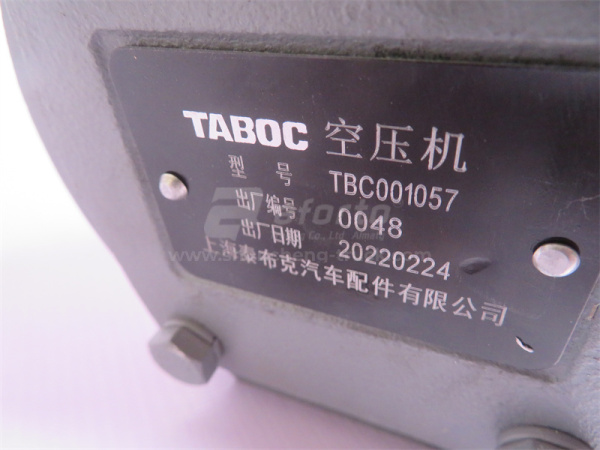 TABOC 空压机
型 号 TBC001057
出厂编号 0048
出厂日期 20220224
上海泰布克汽车配件有限公司